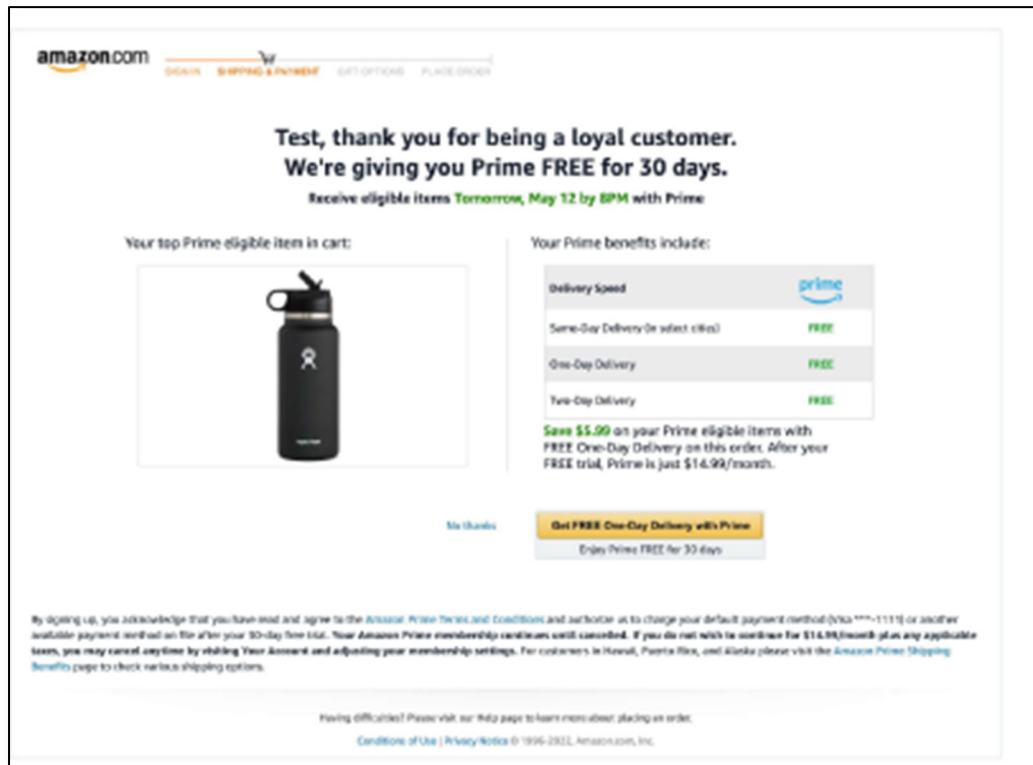 amazon.com
SIGN IN SHIPPING & PAYMENT GIFT OPTIONS PLACE ORDER
Test, thank you for being a loyal customer.
We're giving you Prime FREE for 30 days.
Receive eligible items Tomorrow, May 12 by 8PM with Prime
Your top Prime eligible item in cart:
Your Prime benefits include:
Delivery Speed prime
Same-Day Delivery (in select cities) FREE
One-Day Delivery FREE
Two-Day Delivery FREE
Save $5.99 on your Prime eligible items with
FREE One-Day Delivery on this order. After your
FREE trial, Prime is just $14.99/month.
No thanks
Get FREE One-Day Delivery with Prime
Enjoy Prime FREE for 30 days
By signing up, you acknowledge that you have read and agree to the Amazon Prime Terms and Conditions and authorize us to charge your default payment method (Visa ***-1111) or another
available payment method on file after your 30-day free trial. Your Amazon Prime membership continues until cancelled. If you do not wish to continue for $14.99/month plus any applicable
taxes, you may cancel anytime by visiting Your Account and adjusting your membership settings. For customers in Hawaii, Puerto Rico, and Alaska please visit the Amazon Prime Shipping
Benefits page to check various shipping options.
Having difficulties? Please visit our Help page to learn more about placing an order.
Conditions of Use | Privacy Notice © 1996-2022, Amazon.com, Inc.